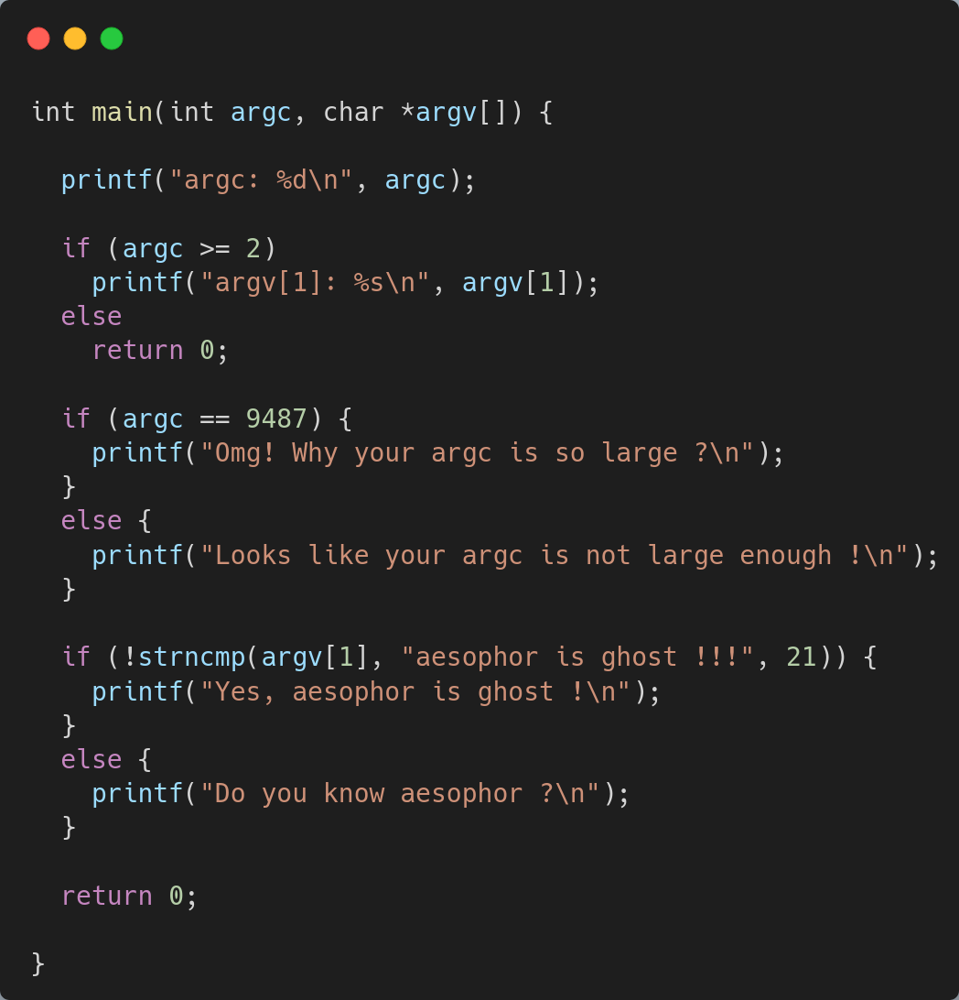 int main(int argc, char *argv[]) {
  printf("argc: %d\n", argc);
  if (argc >= 2)
    printf("argv[1]: %s\n", argv[1]);
  else
    return 0;
  if (argc == 9487) {
    printf("Omg! Why your argc is so large ?\n");
  }
  else {
    printf("Looks like your argc is not large enough !\n");
  }
  if (!strncmp(argv[1], "aesophor is ghost !!!", 21)) {
    printf("Yes, aesophor is ghost !\n");
  }
  else {
    printf("Do you know aesophor ?\n");
  }
  return 0;
}